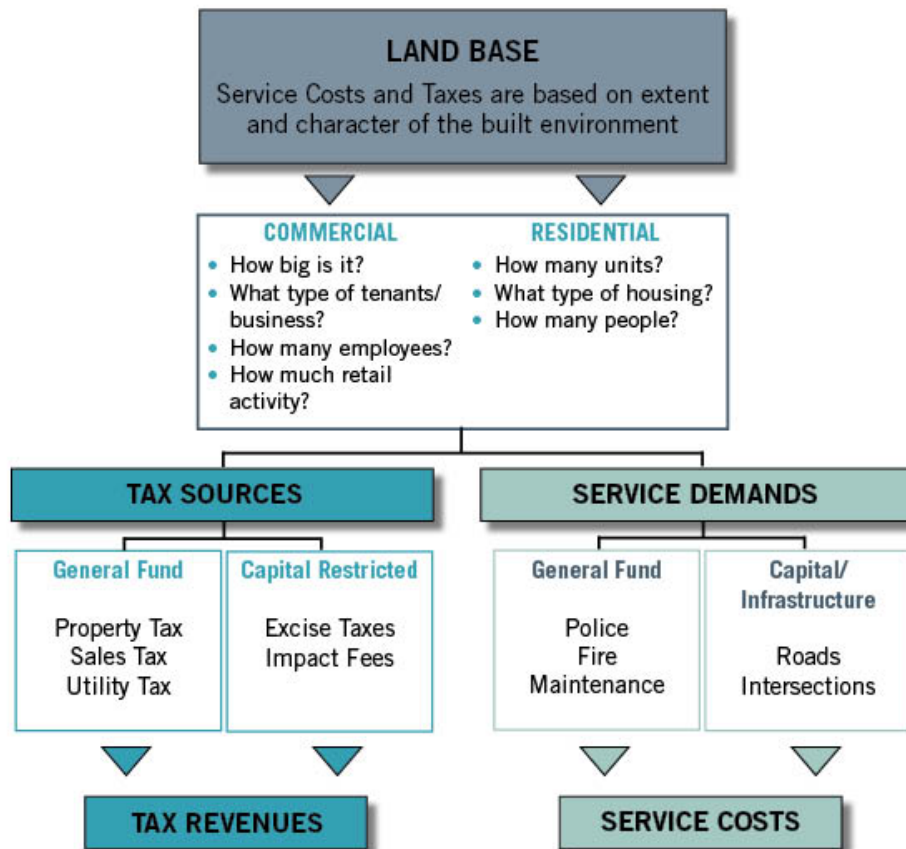 LAND BASE
Service Costs and Taxes are based on extent
and character of the built environment
COMMERCIAL
• How big is it?
• What type of tenants/
business?
• How many employees?
• How much retail
activity?
RESIDENTIAL
• How many units?
• What type of housing?
• How many people?
TAX SOURCES
General Fund
Property Tax
Sales Tax
Utility Tax
Capital Restricted
Excise Taxes
Impact Fees
TAX REVENUES
SERVICE DEMANDS
General Fund
Police
Fire
Maintenance
Capital/
Infrastructure
Roads
Intersections
SERVICE COSTS